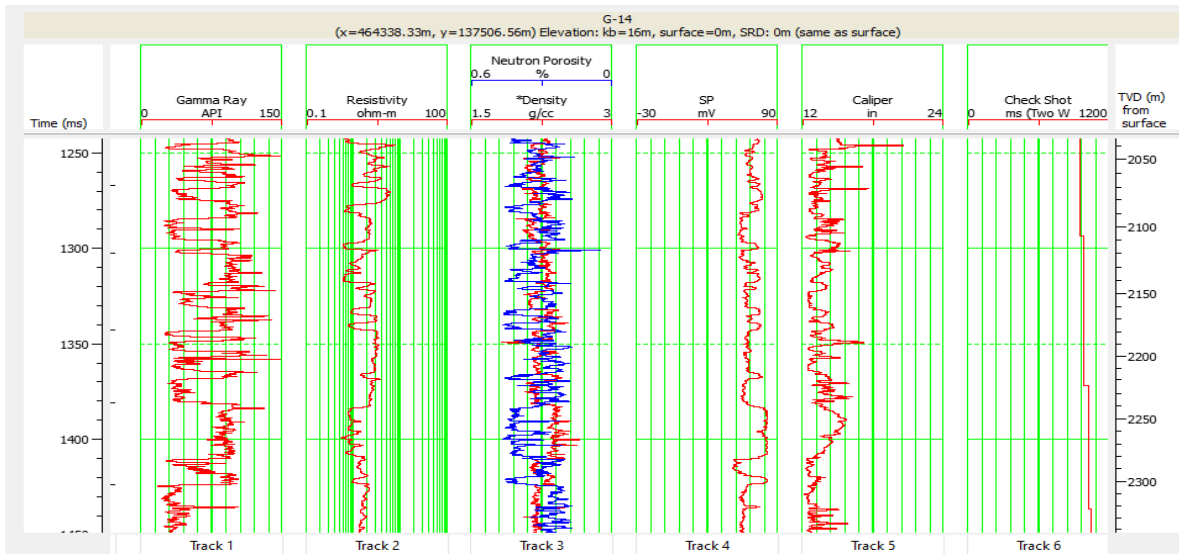 G-14
(x=464338.33m, y=137506.56m) Elevation: kb=16m, surface=0m, SRD: 0m (same as surface)
Neutron Porosity
0.6 % 0
Gamma Ray Resistivity *Density SP Caliper Check Shot TVD (m)
from
surface
0 API 150 0.1 ohm-m 100 1.5 g/cc 3 -30 mV 90 12 in 24 0 ms (Two W 1200
Time (ms)
1250 2050
2100
1300
2150
1350
2200
2250
1400
2300
1450
Track 1 Track 2 Track 3 Track 4 Track 5 Track 6